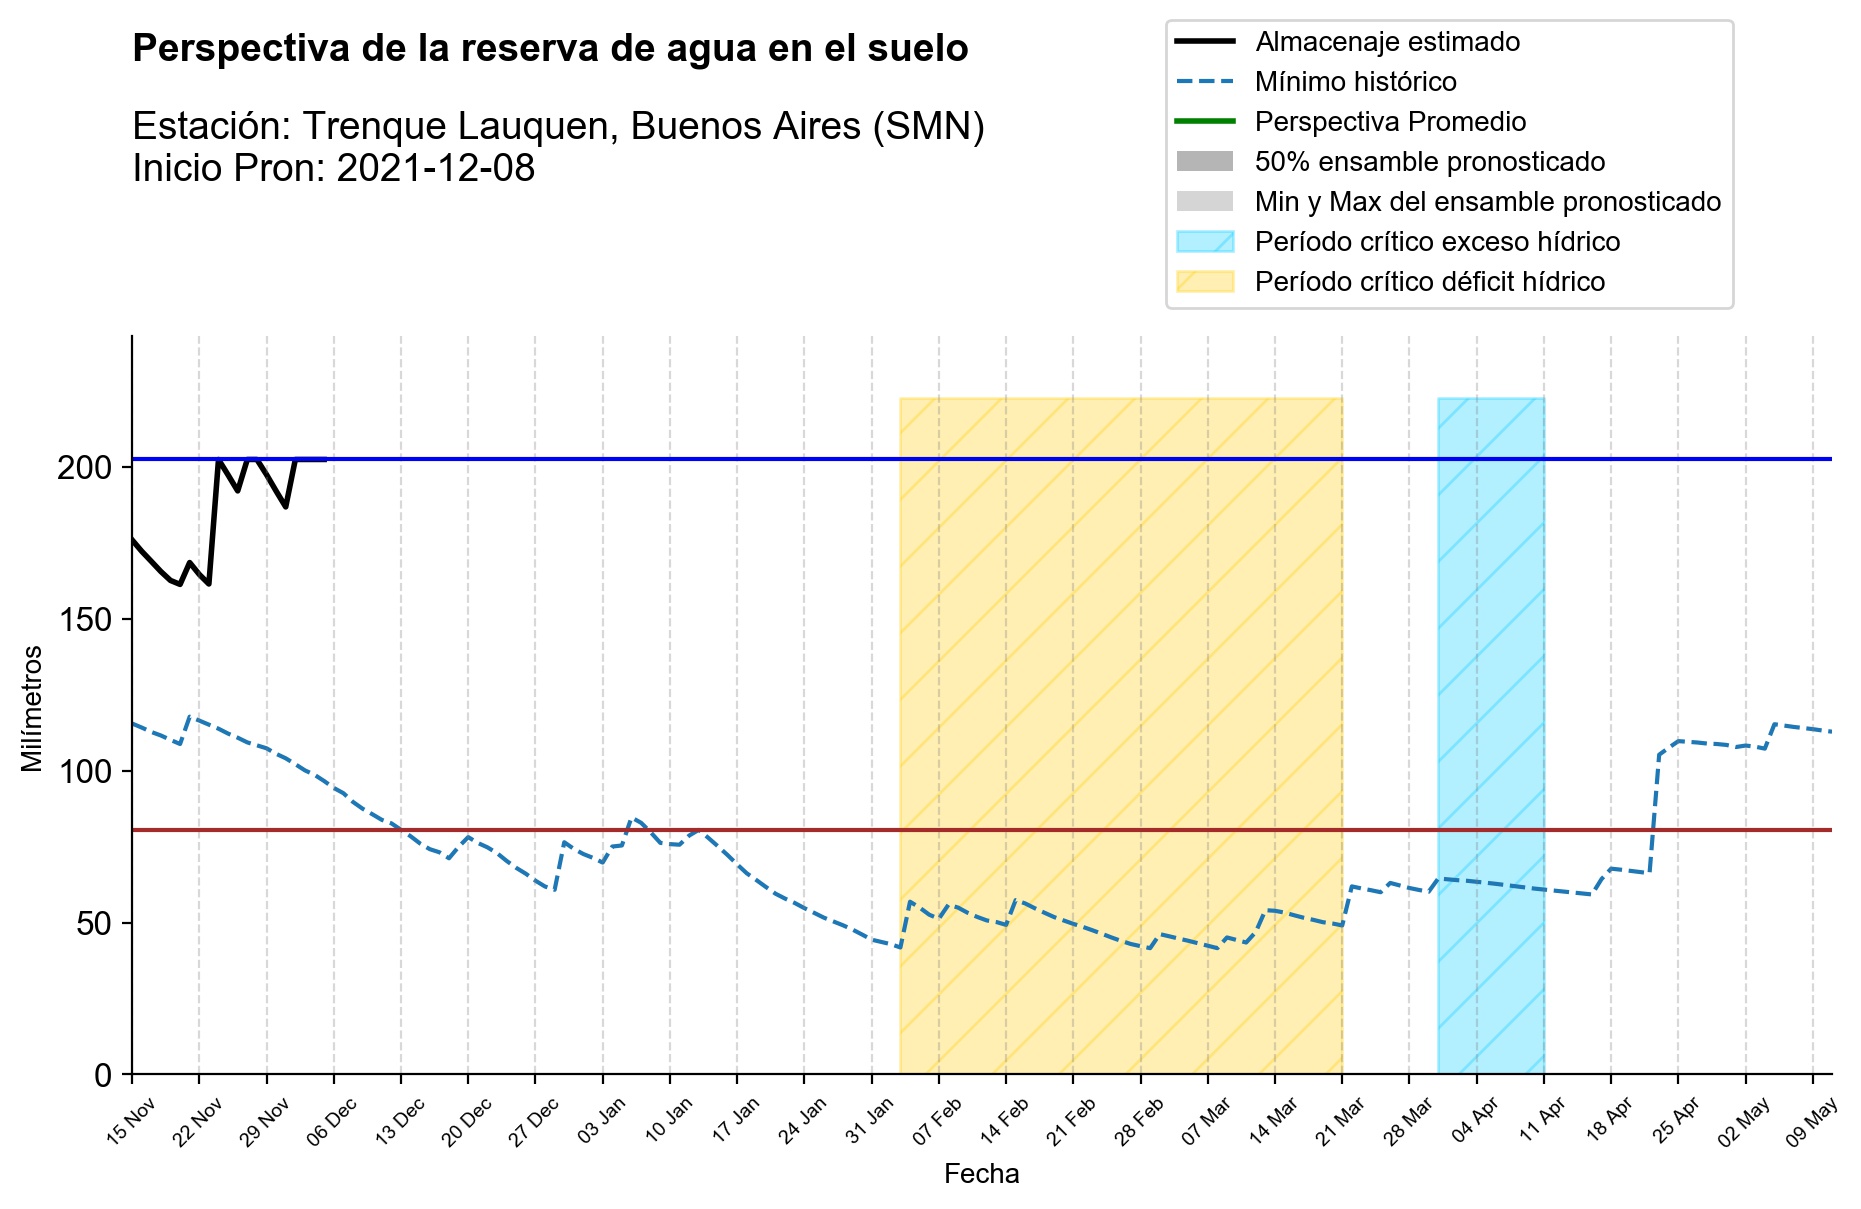 Perspectiva de la reserva de agua en el suelo
Estación: Trenque Lauquen, Buenos Aires (SMN)
Inicio Pron: 2021-12-08
Almacenaje estimado
Mínimo histórico
Perspectiva Promedio
50% ensamble pronosticado
Min y Max del ensamble pronosticado
Período crítico exceso hídrico
Período crítico déficit hídrico
200
150
100
50
0
Milímetros
15 Nov
22 Nov
29 Nov
06 Dec
13 Dec
20 Dec
27 Dec
03 Jan
10 Jan
17 Jan
24 Jan
31 Jan
07 Feb
14 Feb
21 Feb
28 Feb
07 Mar
14 Mar
21 Mar
28 Mar
04 Apr
11 Apr
18 Apr
25 Apr
02 May
09 May
Fecha